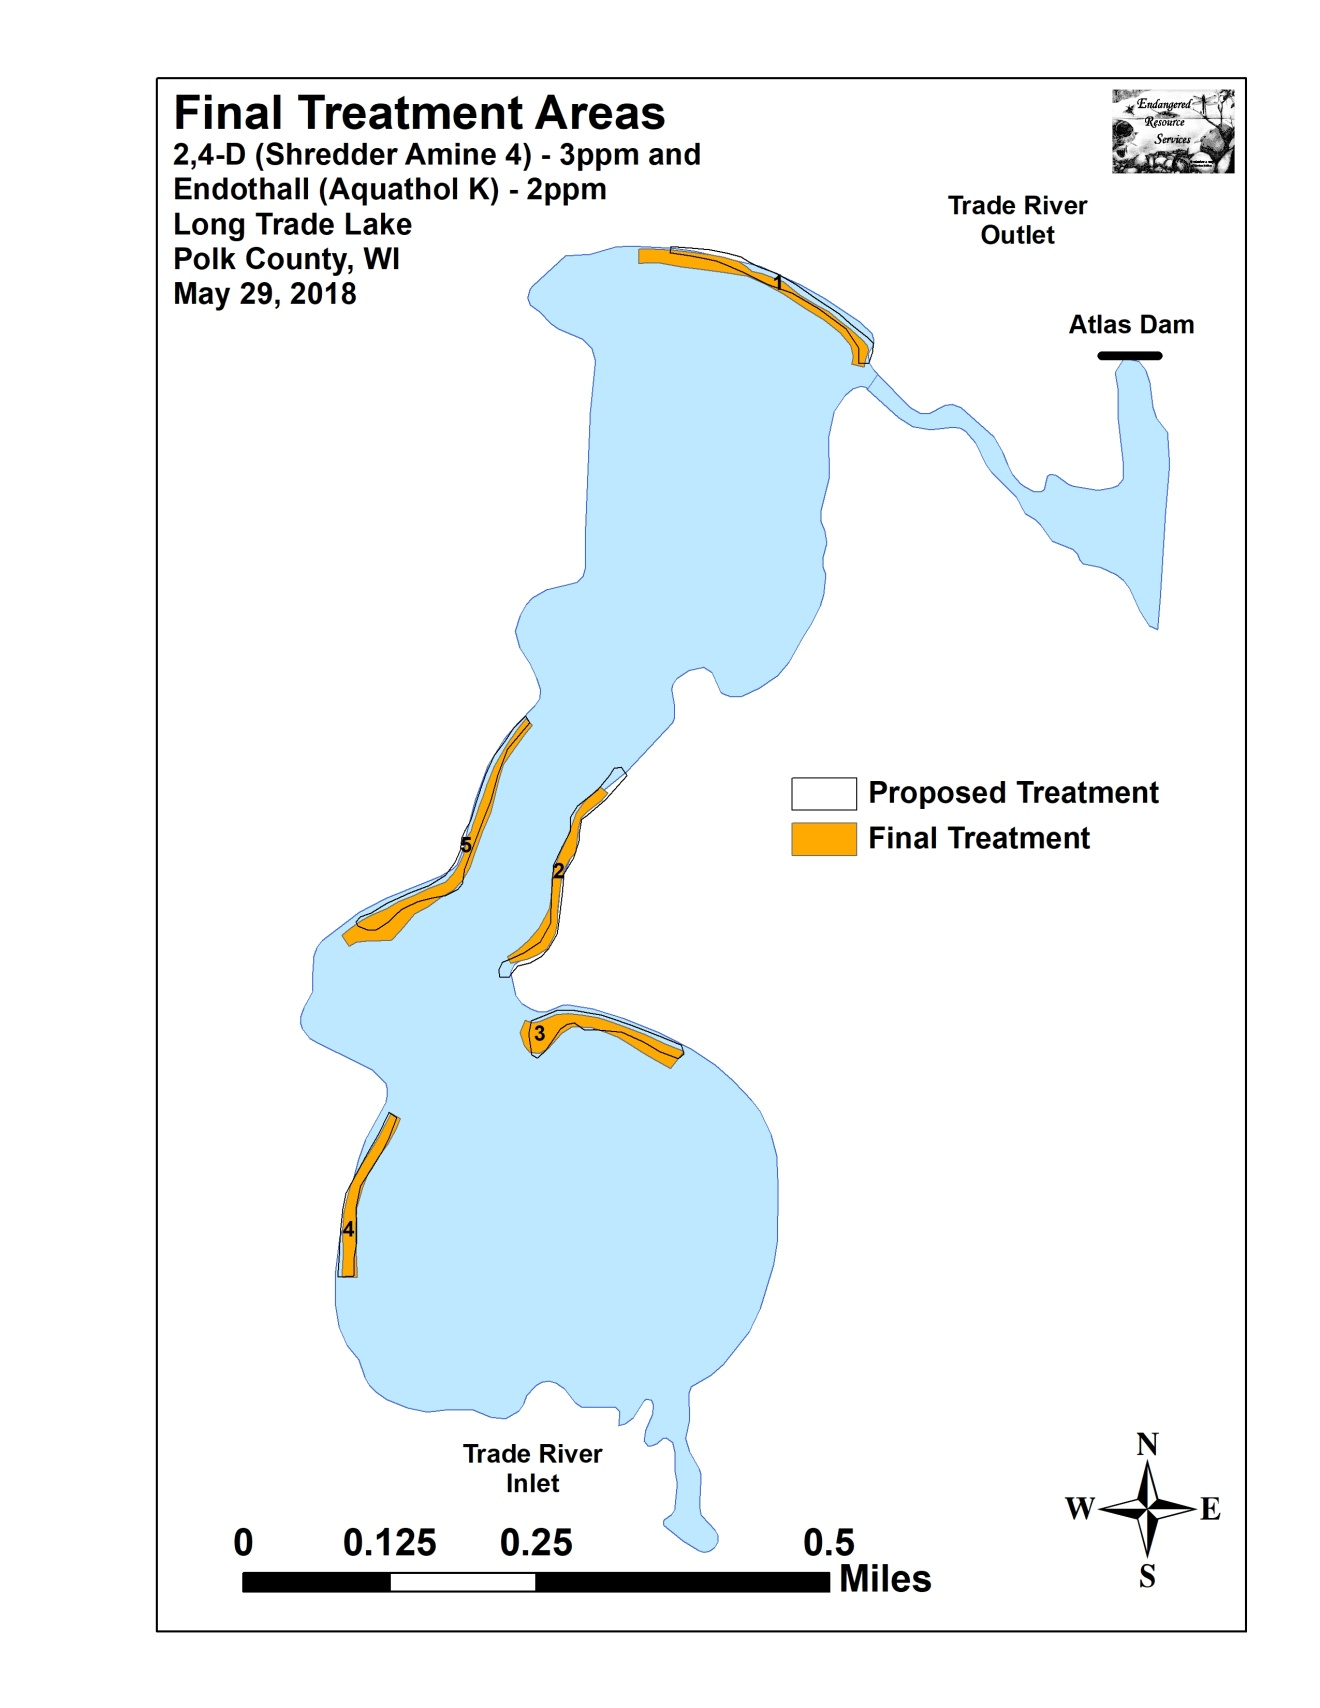 Final Treatment Areas
2,4-D (Shredder Amine 4) - 3ppm and
Endothall (Aquathol K) - 2ppm
Long Trade Lake
Polk County, WI
May 29, 2018
Endangered
Resource
Services
Trade River
Outlet
Atlas Dam
1
Proposed Treatment
Final Treatment
5
2
3
4
Trade River
Inlet
N
W E
S
0 0.125 0.25 0.5
Miles